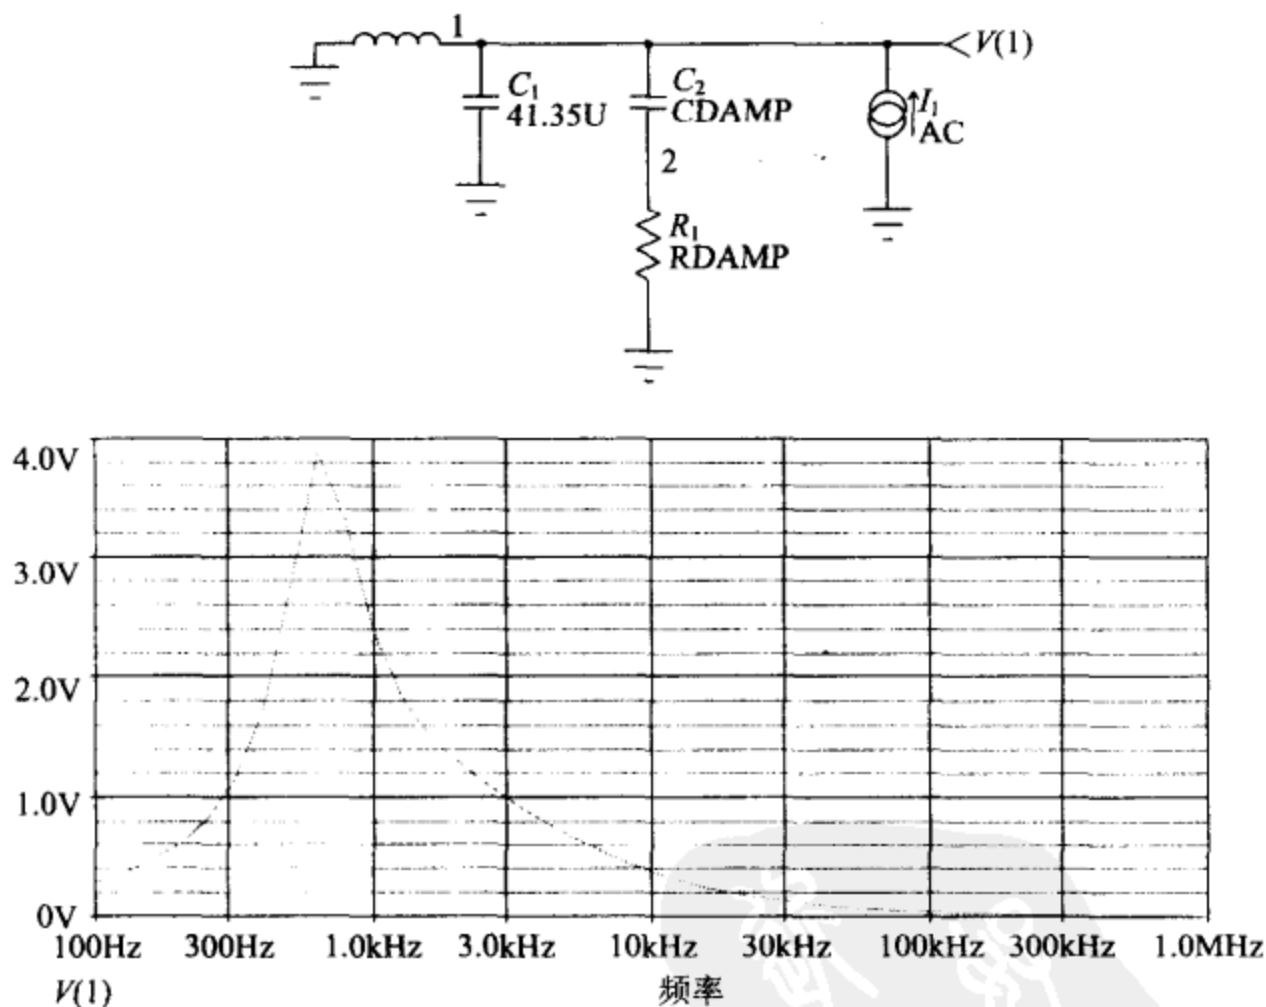 1
V(1)
C₁
41.35U
C₂
CDAMP
I₁
AC
2
R₁
RDAMP
4.0V
3.0V
2.0V
1.0V
0V
100Hz 300Hz 1.0kHz 3.0kHz 10kHz 30kHz 100kHz 300kHz 1.0MHz
V(1) 频率